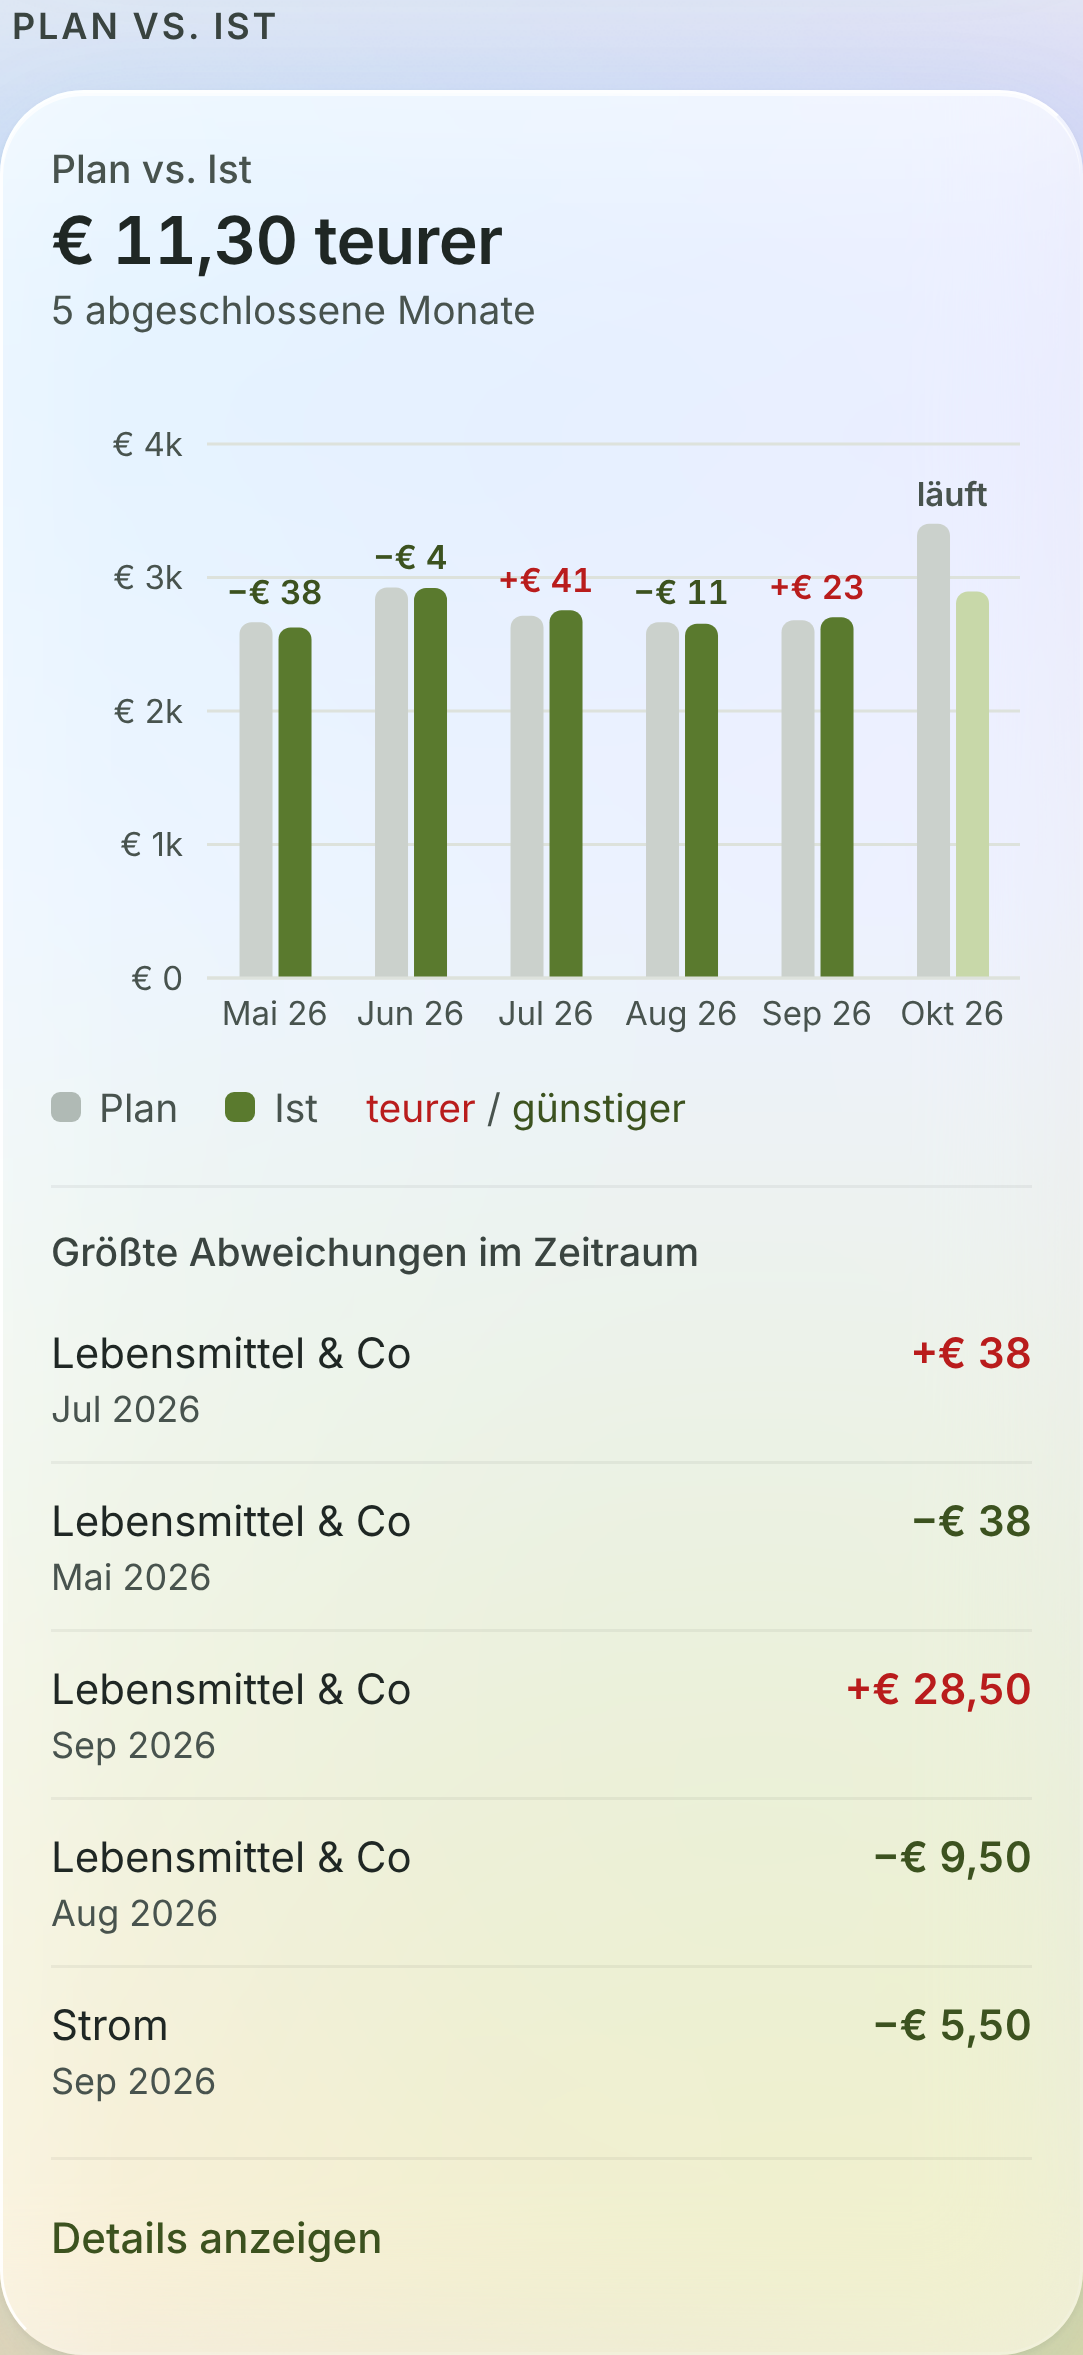 PLAN VS. IST
Plan vs. Ist
€ 11,30 teurer
5 abgeschlossene Monate
€ 4k
läuft
−€ 4
€ 3k
−€ 38
+€ 41
−€ 11
+€ 23
€ 2k
€ 1k
€ 0
Mai 26 Jun 26 Jul 26 Aug 26 Sep 26 Okt 26
Plan Ist teurer / günstiger
Größte Abweichungen im Zeitraum
Lebensmittel & Co +€ 38
Jul 2026
Lebensmittel & Co −€ 38
Mai 2026
Lebensmittel & Co +€ 28,50
Sep 2026
Lebensmittel & Co −€ 9,50
Aug 2026
Strom −€ 5,50
Sep 2026
Details anzeigen